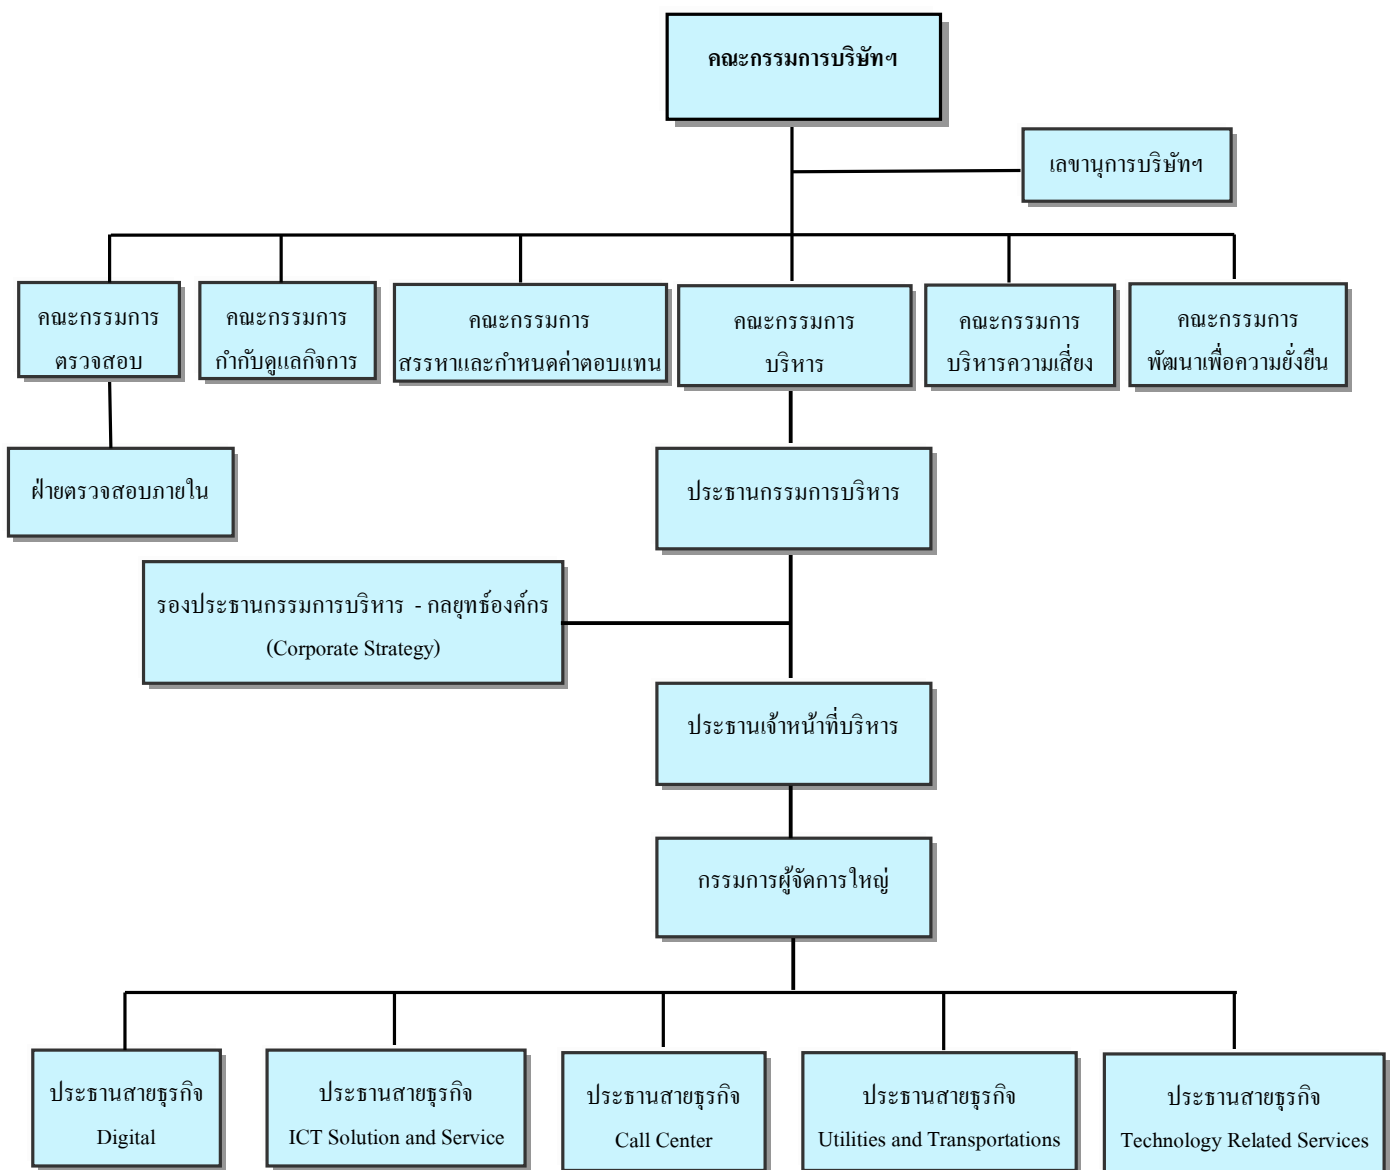 คณะกรรมการบริษัทฯ
เลขานุการบริษัทฯ
คณะกรรมการ
ตรวจสอบ
คณะกรรมการ
กำกับดูแลกิจการ
คณะกรรมการ
สรรหาและกำหนดค่าตอบแทน
คณะกรรมการ
บริหาร
คณะกรรมการ
บริหารความเสี่ยง
คณะกรรมการ
พัฒนาเพื่อความยั่งยืน
ฝ่ายตรวจสอบภายใน
ประธานกรรมการบริหาร
รองประธานกรรมการบริหาร - กลยุทธ์องค์กร
(Corporate Strategy)
ประธานเจ้าหน้าที่บริหาร
กรรมการผู้จัดการใหญ่
ประธานสายธุรกิจ
Digital
ประธานสายธุรกิจ
ICT Solution and Service
ประธานสายธุรกิจ
Call Center
ประธานสายธุรกิจ
Utilities and Transportations
ประธานสายธุรกิจ
Technology Related Services